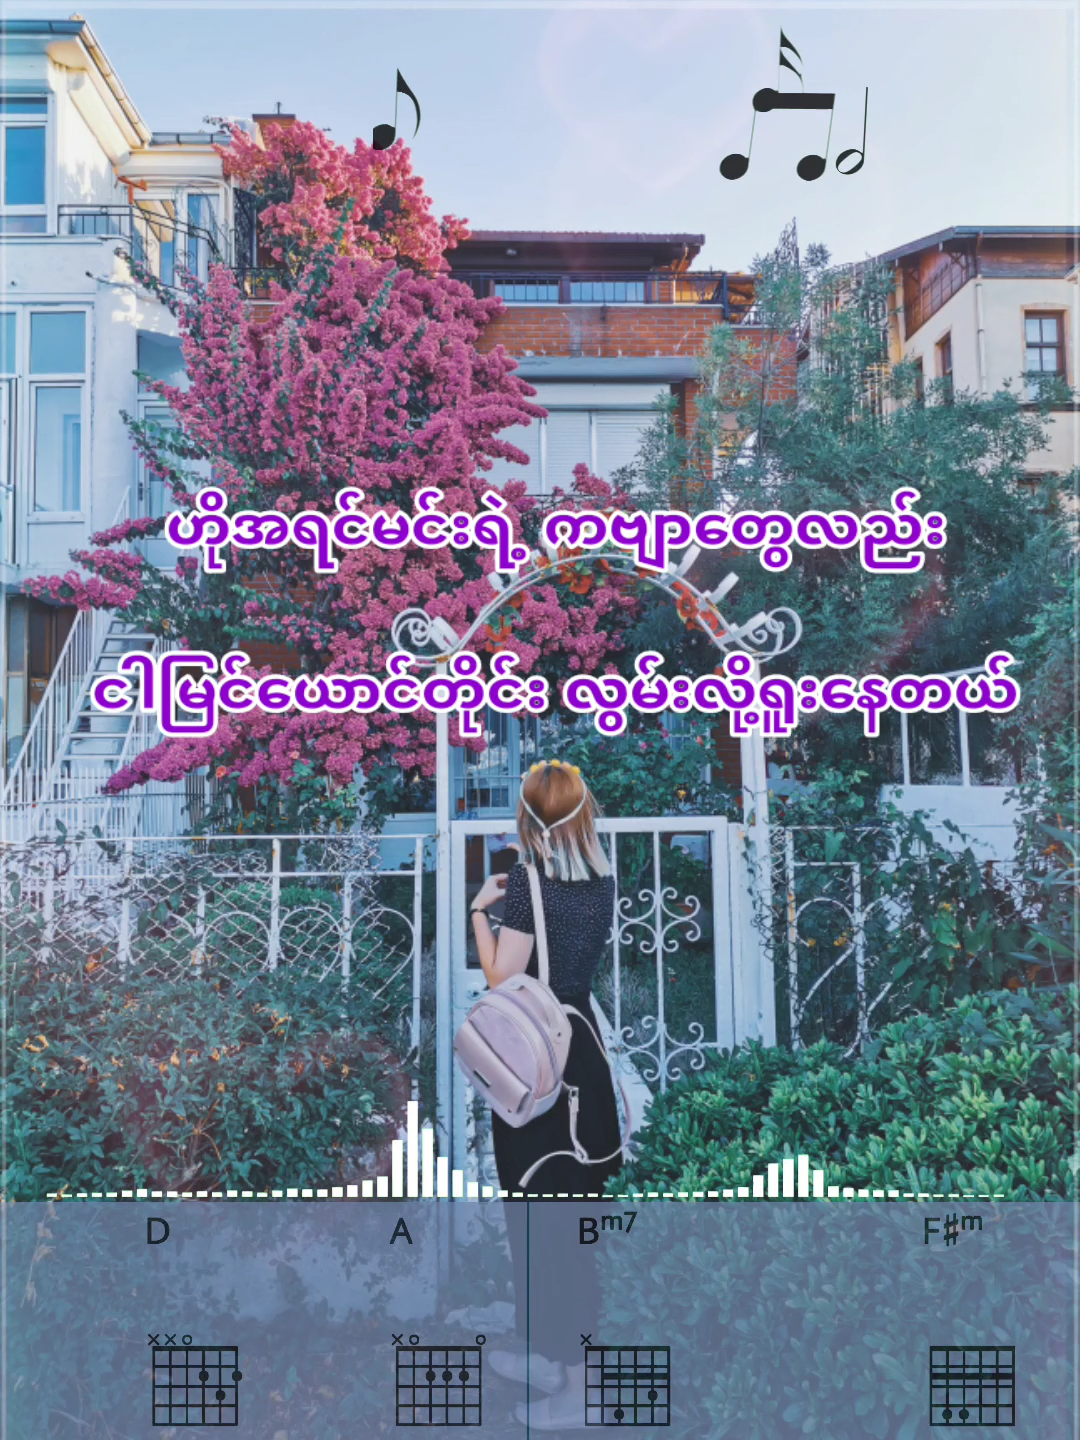 ဟိုအရင်မင်းရဲ့ ကဗျာတွေလည်း
ငါမြင်ယောင်တိုင်း လွမ်းလို့ရူးနေတယ်
D A Bm7 F#m